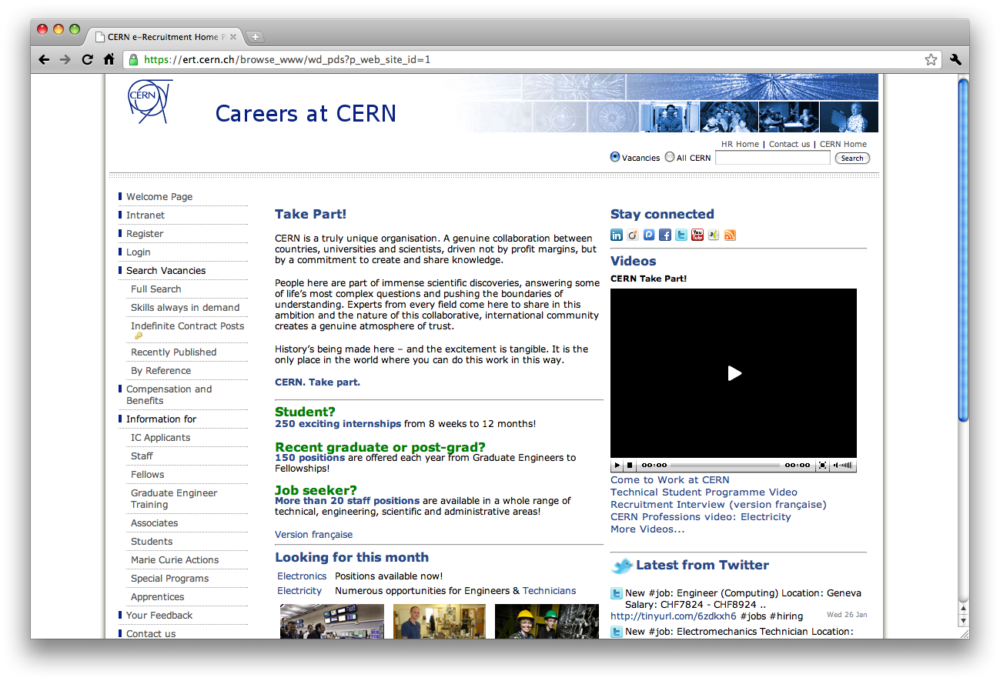 CERN e-Recruitment Home P
https://ert.cern.ch/browse_www/wd_pds?p_web_site_id=1
CERN
Careers at CERN
HR Home | Contact us | CERN Home
Vacancies All CERN Search
Welcome Page
Intranet
Register
Login
Search Vacancies
Full Search
Skills always in demand
Indefinite Contract Posts
Recently Published
By Reference
Compensation and
Benefits
Information for
IC Applicants
Staff
Fellows
Graduate Engineer
Training
Associates
Students
Marie Curie Actions
Special Programs
Apprentices
Your Feedback
Contact us
Take Part!
CERN is a truly unique organisation. A genuine collaboration between
countries, universities and scientists, driven not by profit margins, but
by a commitment to create and share knowledge.
People here are part of immense scientific discoveries, answering some
of life's most complex questions and pushing the boundaries of
understanding. Experts from every field come here to share in this
ambition and the nature of this collaborative, international community
creates a genuine atmosphere of trust.
History's being made here – and the excitement is tangible. It is the
only place in the world where you can do this work in this way.
CERN. Take part.
Student?
250 exciting internships from 8 weeks to 12 months!
Recent graduate or post-grad?
150 positions are offered each year from Graduate Engineers to
Fellowships!
Job seeker?
More than 20 staff positions are available in a whole range of
technical, engineering, scientific and administrative areas!
Version française
Looking for this month
Electronics Positions available now!
Electricity Numerous opportunities for Engineers & Technicians
Stay connected
in
You
Tube
Videos
CERN Take Part!
00:00 00:00
Come to Work at CERN
Technical Student Programme Video
Recruitment Interview (version française)
CERN Professions video: Electricity
More Videos...
Latest from Twitter
New #job: Engineer (Computing) Location: Geneva
Salary: CHF7824 - CHF8924 ..
http://tinyurl.com/6zdkxh6 #jobs #hiring Wed 26 Jan
New #job: Electromechanics Technician Location: